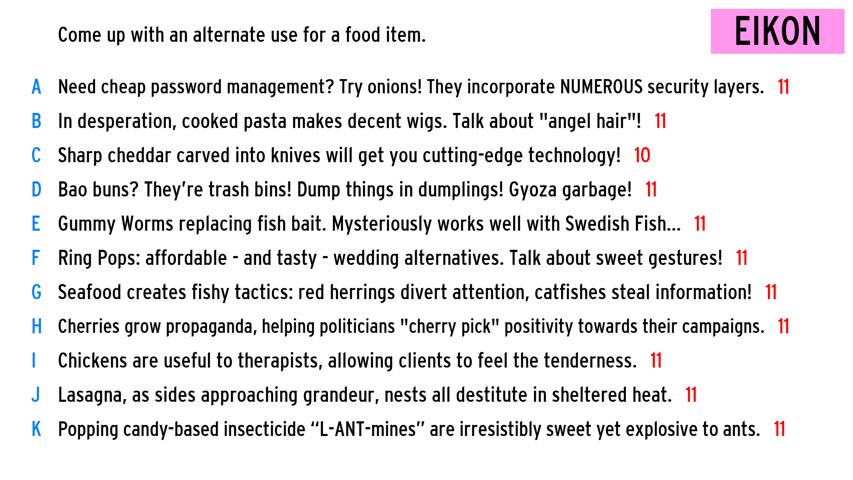 Come up with an alternate use for a food item.
EIKON
A Need cheap password management? Try onions! They incorporate NUMEROUS security layers. 11
B In desperation, cooked pasta makes decent wigs. Talk about "angel hair"! 11
C Sharp cheddar carved into knives will get you cutting-edge technology! 10
D Bao buns? They’re trash bins! Dump things in dumplings! Gyoza garbage! 11
E Gummy Worms replacing fish bait. Mysteriously works well with Swedish Fish... 11
F Ring Pops: affordable - and tasty - wedding alternatives. Talk about sweet gestures! 11
G Seafood creates fishy tactics: red herrings divert attention, catfishes steal information! 11
H Cherries grow propaganda, helping politicians "cherry pick" positivity towards their campaigns. 11
I Chickens are useful to therapists, allowing clients to feel the tenderness. 11
J Lasagna, as sides approaching grandeur, nests all destitute in sheltered heat. 11
K Popping candy-based insecticide “L-ANT-mines” are irresistibly sweet yet explosive to ants. 11